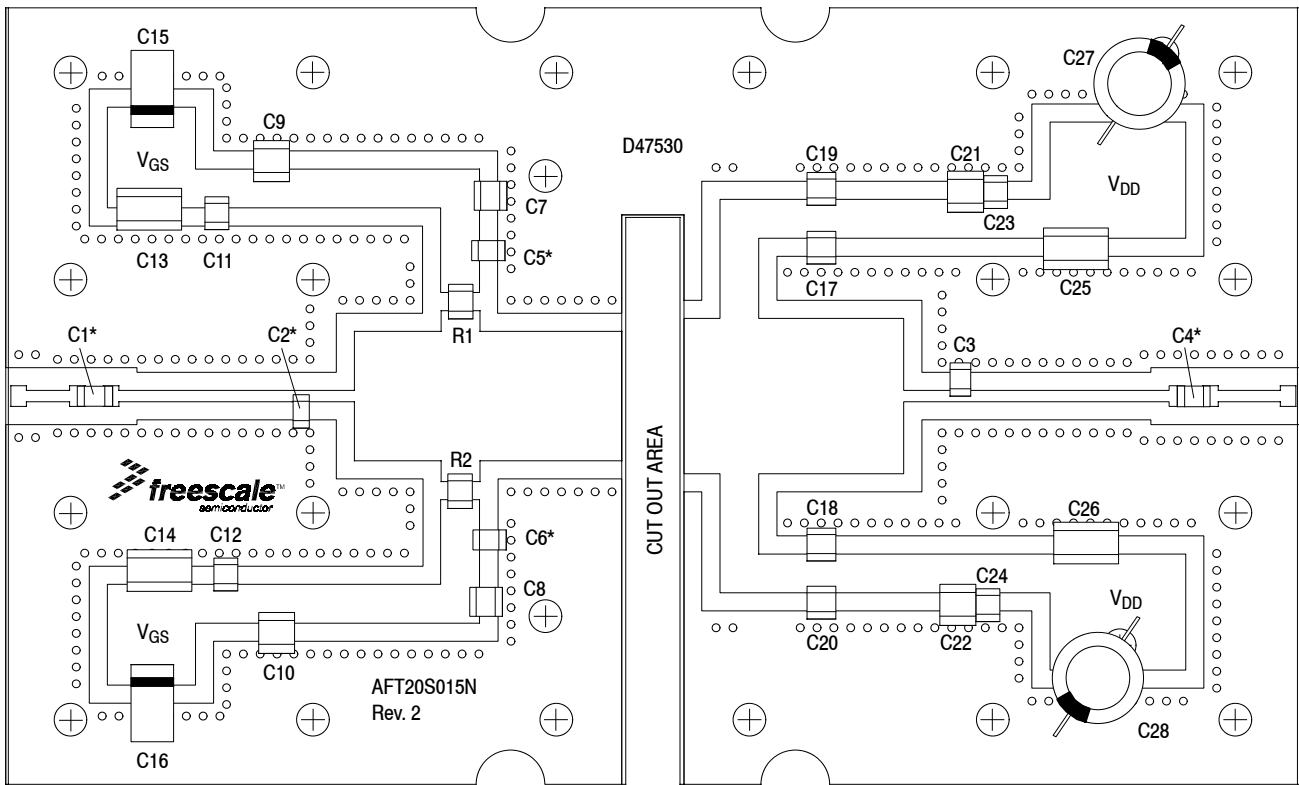 C15
C27
C9
D47530
C19
C21
VGS
VDD
C7
C23
C13
C11
C5*
C17
C25
C1*
C2*
R1
C3
C4*
R2
CUT OUT AREA
freescale™
semiconductor
C14
C12
C6*
C18
C26
C8
C24
VGS
VDD
C10
C20
C22
AFT20S015N
Rev. 2
C16
C28